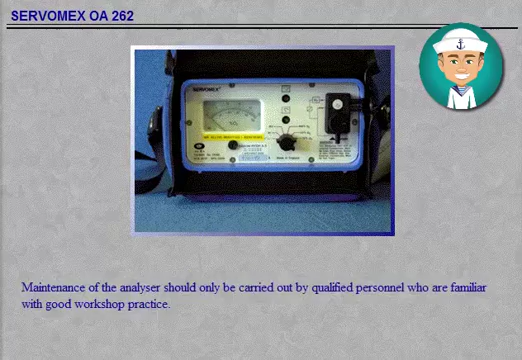 SERVOMEX OA 262
SERVOMEX
%O₂
Maintenance of the analyser should only be carried out by qualified personnel who are familiar
with good workshop practice.